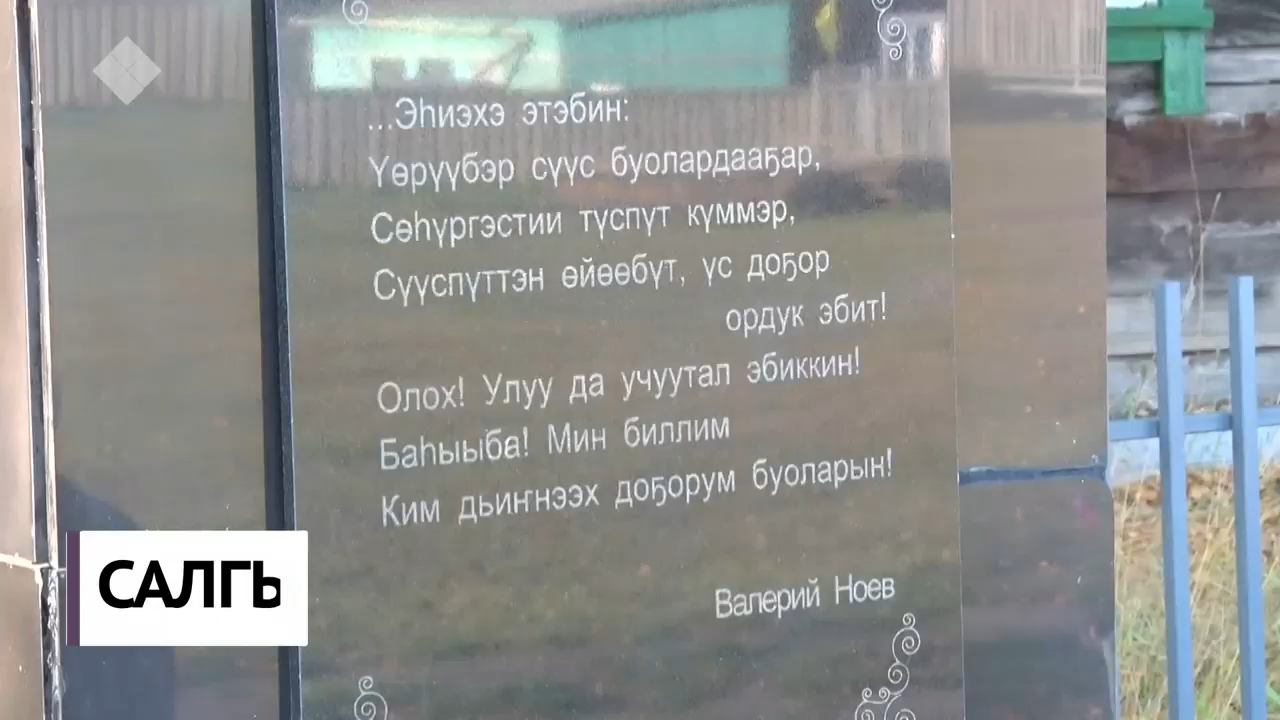 ...Эһиэхэ этэбин:
Үөрүүбэр сүүс буолардааҕар,
Сөһүргэстии түспүт күммэр,
Сүүспүттэн өйөөбүт, үс доҕор
ордук эбит!
Олох! Улуу да учуутал эбиккин!
Баһыыба! Мин биллим
Ким дьиҥнээх доҕорум буоларын!
Валерий Ноев
САЛГЬ